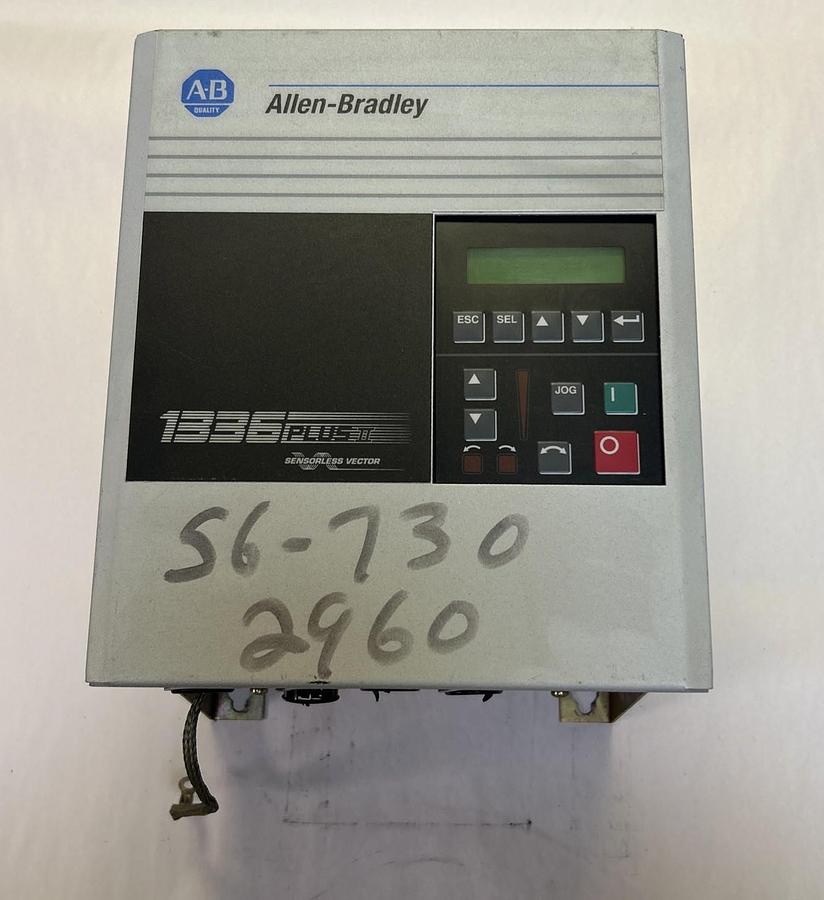 A-B
QUALITY
Allen-Bradley
ESC SEL
JOG
1336 PLUS II
SENSORLESS VECTOR
S6-730
2960